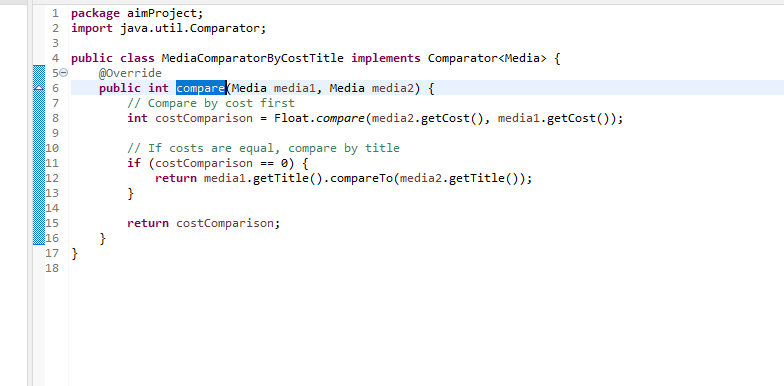 1 package aimProject;
2 import java.util.Comparator;
3
4 public class MediaComparatorByCostTitle implements Comparator<Media> {
5 @Override
6 public int compare(Media media1, Media media2) {
7 // Compare by cost first
8 int costComparison = Float.compare(media2.getCost(), media1.getCost());
9
10 // If costs are equal, compare by title
11 if (costComparison == 0) {
12 return media1.getTitle().compareTo(media2.getTitle());
13 }
14
15 return costComparison;
16 }
17 }
18